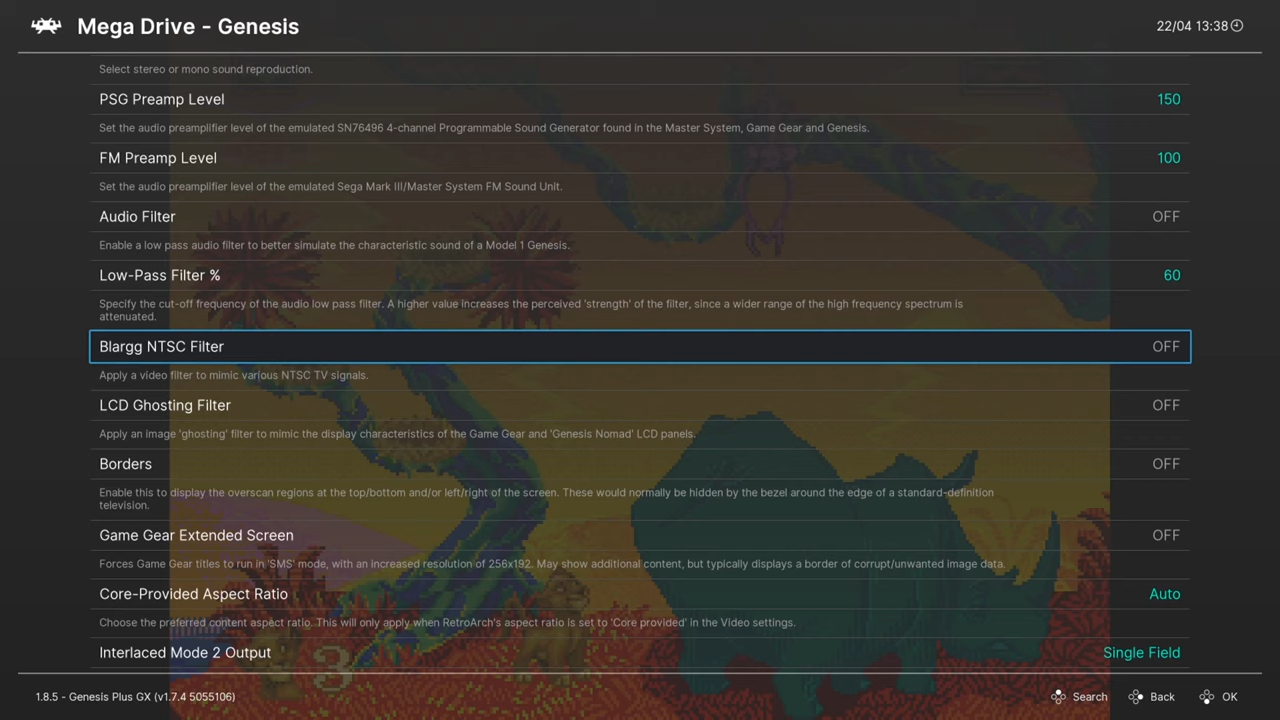 Mega Drive - Genesis
22/04 13:38
Select stereo or mono sound reproduction.
PSG Preamp Level 150
Set the audio preamplifier level of the emulated SN76496 4-channel Programmable Sound Generator found in the Master System, Game Gear and Genesis.
FM Preamp Level 100
Set the audio preamplifier level of the emulated Sega Mark III/Master System FM Sound Unit.
Audio Filter OFF
Enable a low pass audio filter to better simulate the characteristic sound of a Model 1 Genesis.
Low-Pass Filter % 60
Specify the cut-off frequency of the audio low pass filter. A higher value increases the perceived 'strength' of the filter, since a wider range of the high frequency spectrum is
attenuated.
Blargg NTSC Filter OFF
Apply a video filter to mimic various NTSC TV signals.
LCD Ghosting Filter OFF
Apply an image 'ghosting' filter to mimic the display characteristics of the Game Gear and 'Genesis Nomad' LCD panels.
Borders OFF
Enable this to display the overscan regions at the top/bottom and/or left/right of the screen. These would normally be hidden by the bezel around the edge of a standard-definition
television.
Game Gear Extended Screen OFF
Forces Game Gear titles to run in 'SMS' mode, with an increased resolution of 256x192. May show additional content, but typically displays a border of corrupt/unwanted image data.
Core-Provided Aspect Ratio Auto
Choose the preferred content aspect ratio. This will only apply when RetroArch's aspect ratio is set to 'Core provided' in the Video settings.
Interlaced Mode 2 Output Single Field
3
1.8.5 - Genesis Plus GX (v1.7.4 5055106)
Search Back OK